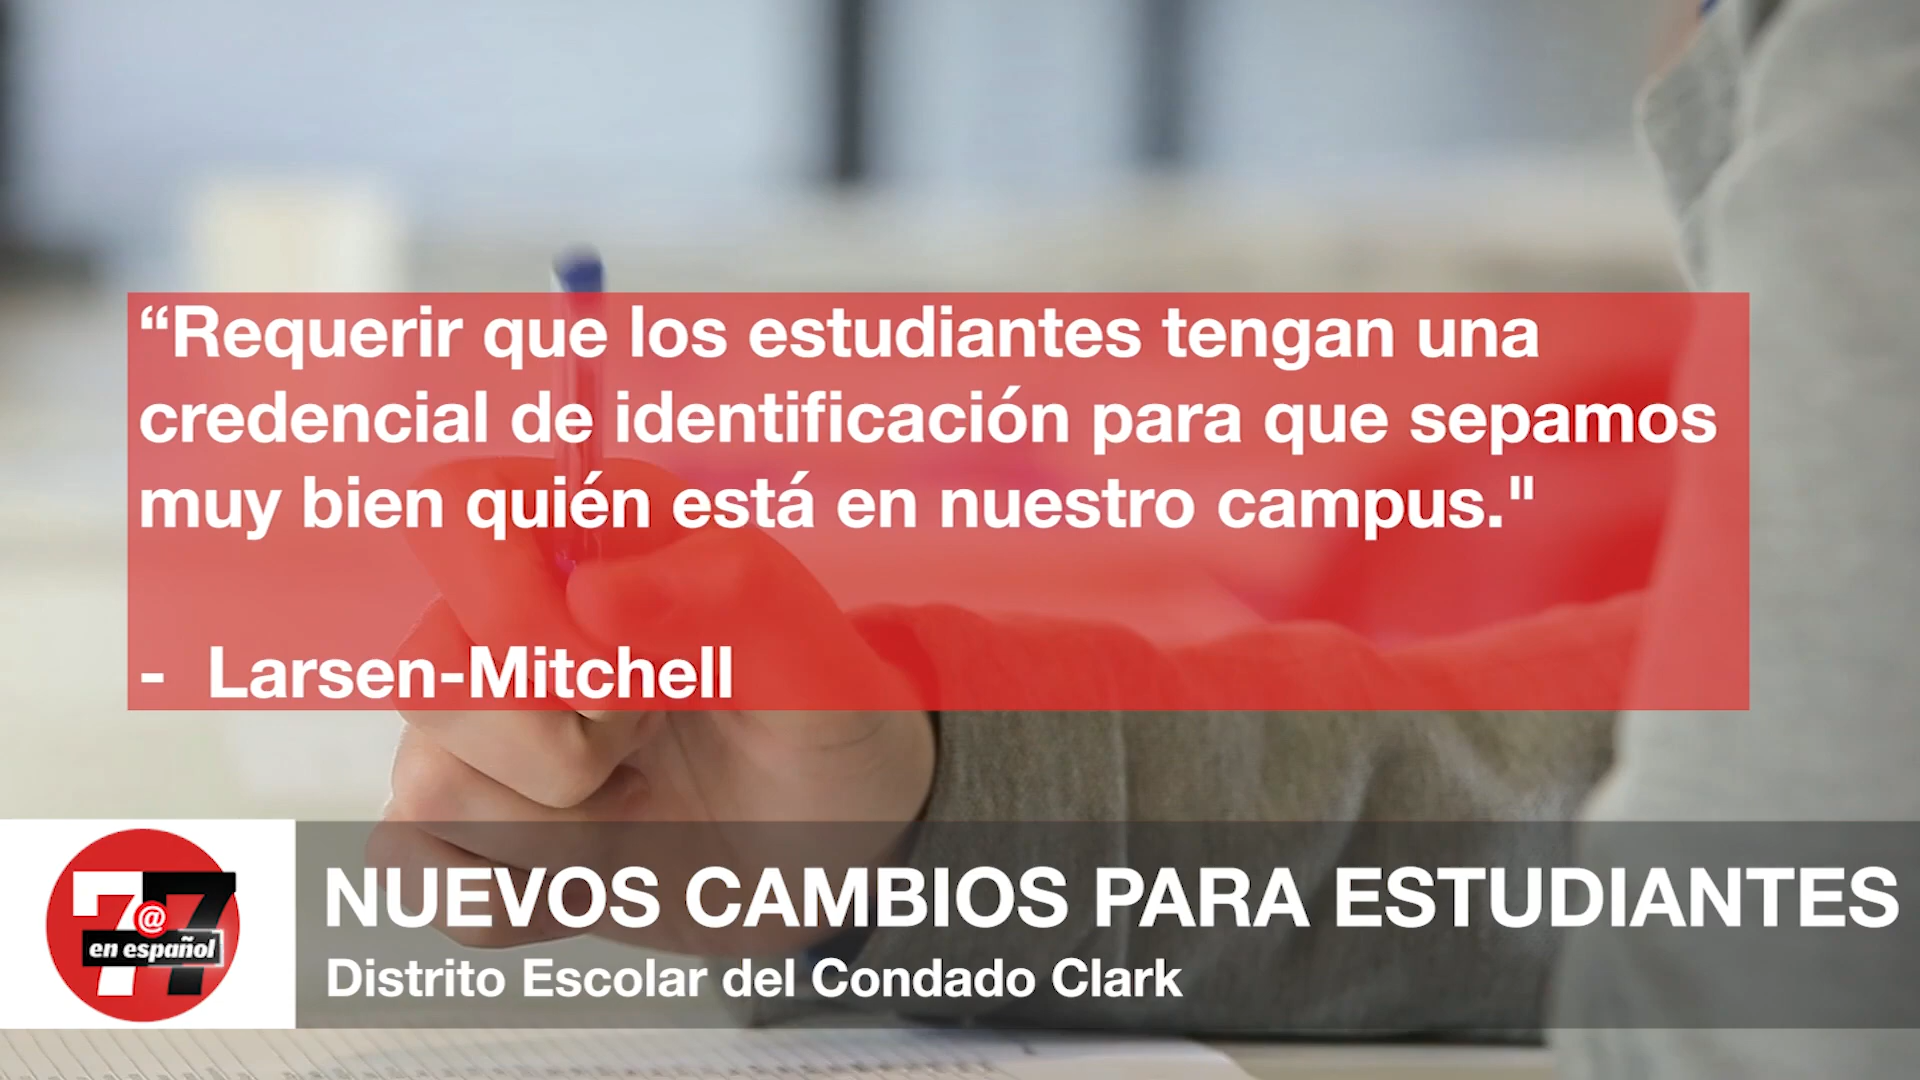 “Requerir que los estudiantes tengan una
credencial de identificación para que sepamos
muy bien quién está en nuestro campus."
- Larsen-Mitchell
7@7
en español
NUEVOS CAMBIOS PARA ESTUDIANTES
Distrito Escolar del Condado Clark